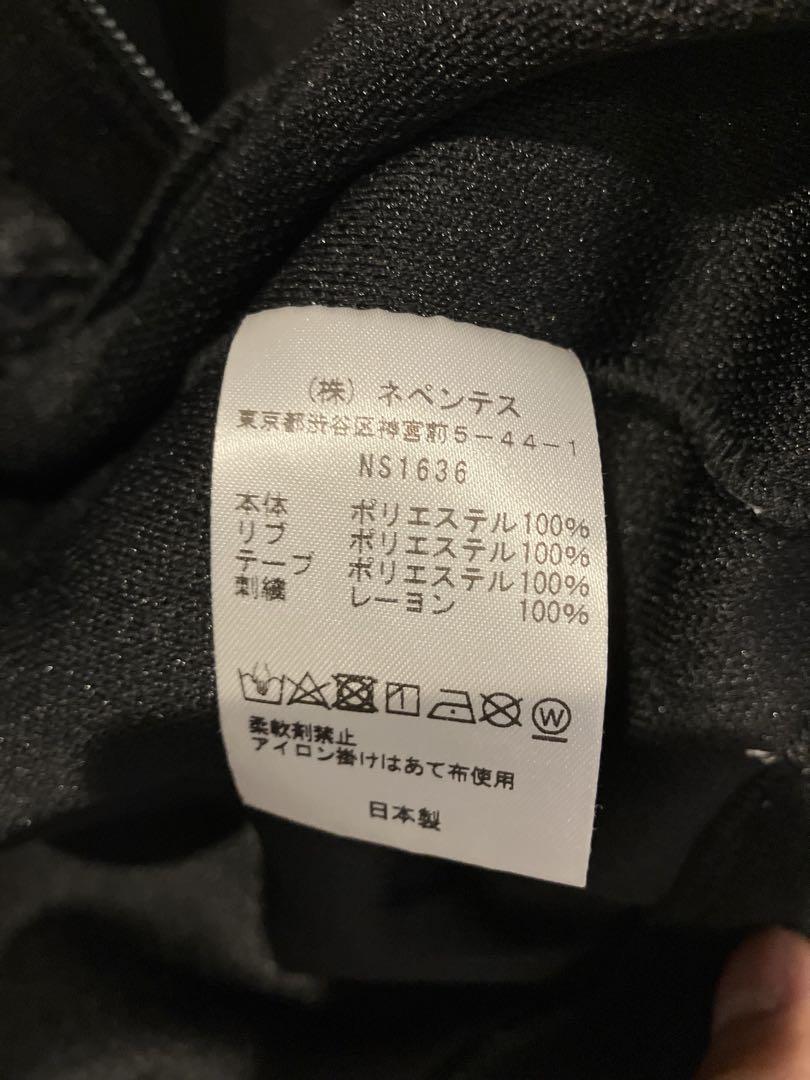 (株) ネペンテス
東京都渋谷区神宮前5-44-1
NS1636
本体 ポリエステル100%
リブ ポリエステル100%
テープ ポリエステル100%
刺繍 レーヨン 100%
W
柔軟剤禁止
アイロン掛けはあて布使用
日本製